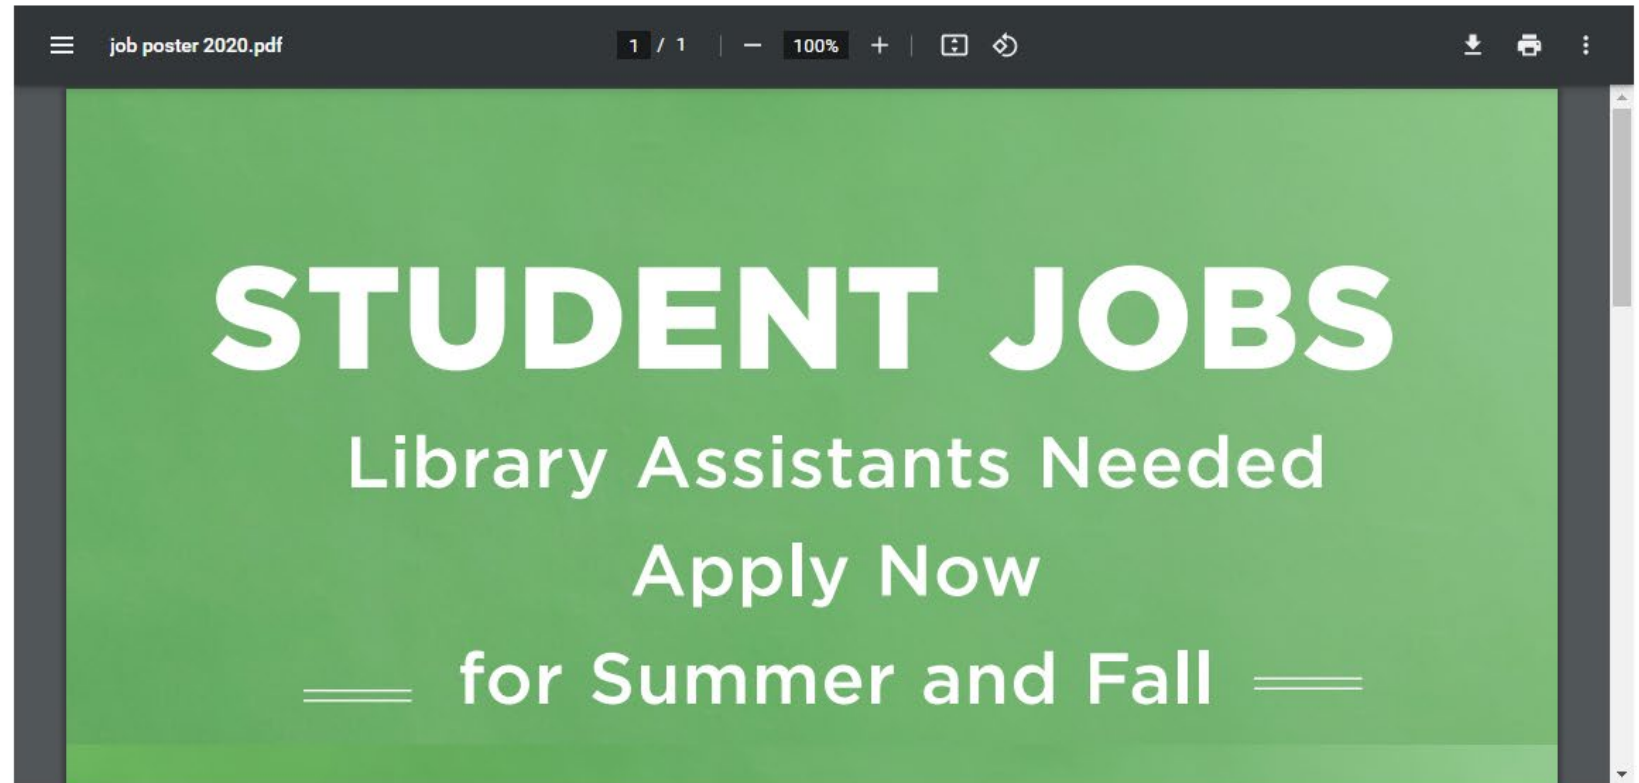 job poster 2020.pdf 1 / 1 100%
STUDENT JOBS
Library Assistants Needed
Apply Now
for Summer and Fall